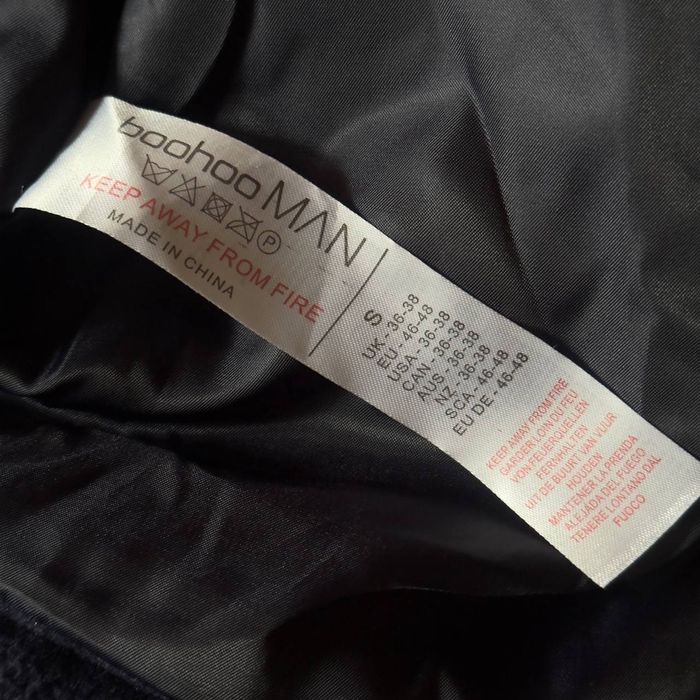 boohooMAN
P
KEEP AWAY FROM FIRE
MADE IN CHINA
S
UK - 36-38
EU - 46-48
USA - 36-38
CAN - 36-38
AUS - 36-38
NZ - 36-38
SCA - 46-48
EU DE - 46-48
KEEP AWAY FROM FIRE
GARDER LOIN DU FEU
VON FEUERQUELLEN
FERNHALTEN
UIT DE BUURT VAN VUUR
HOUDEN
MANTENER LA PRENDA
ALEJADA DEL FUEGO
TENERE LONTANO DAL
FUOCO